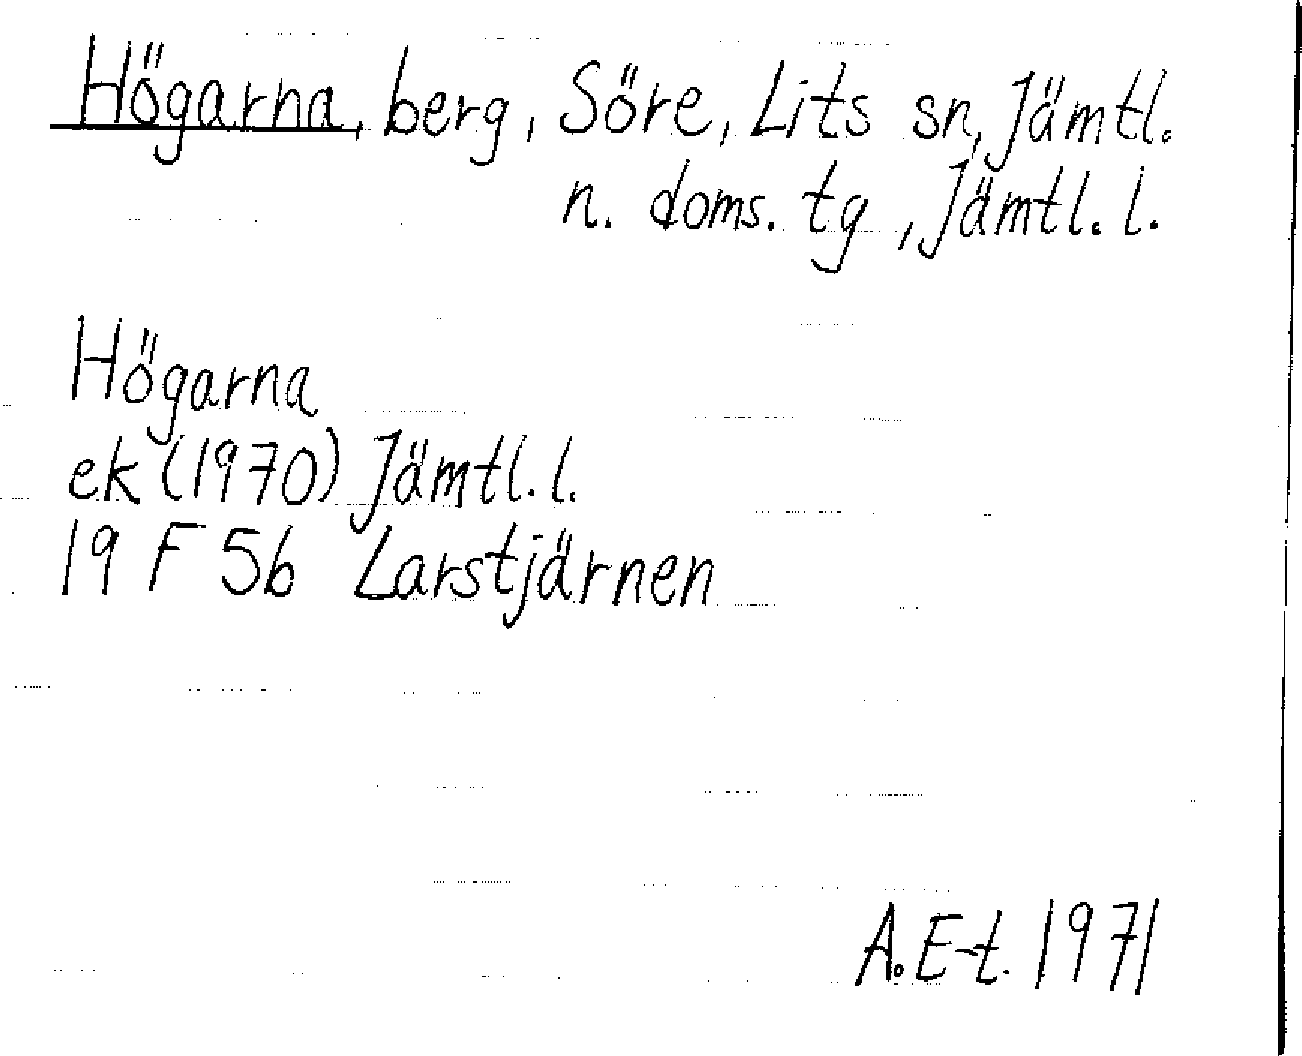 Högarna, berg, Söre, Lits sn, Jämtl.
n. doms. tg, Jämtl. l.
Högarna
ek (1970) Jämtl. l.
19 F 5b Larstjärnen
A. E-t. 1971